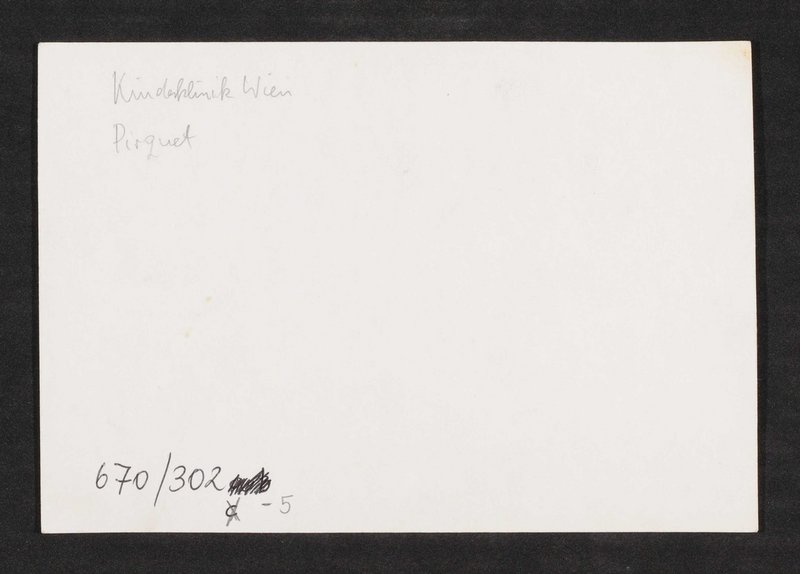 Kinderklinik Wien
Pirquet
670/302
- 5